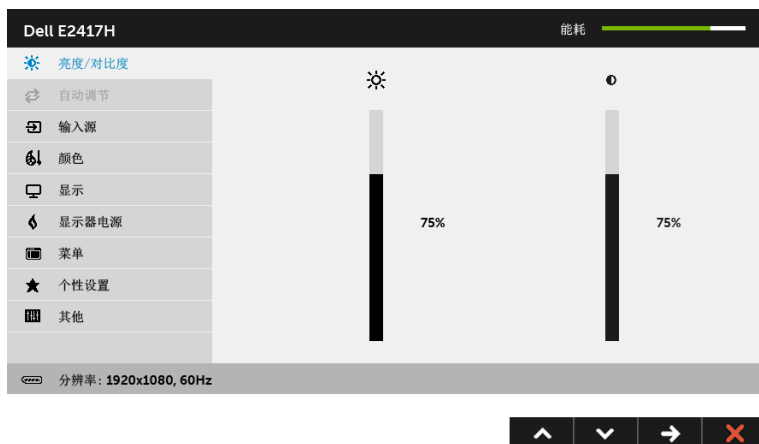 Dell E2417H
能耗
亮度/对比度
自动调节
输入源
颜色
显示
显示器电源
菜单
个性设置
其他
75%
75%
分辨率: 1920x1080, 60Hz